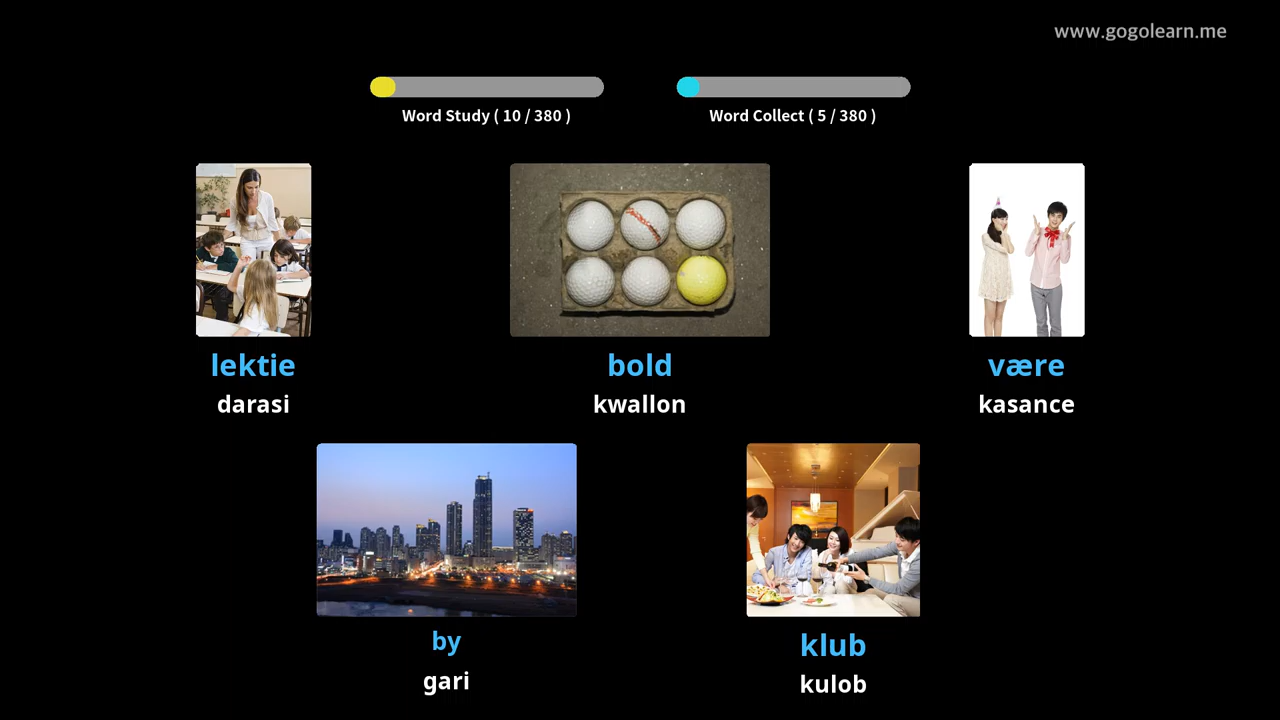 www.gogolearn.me
Word Study ( 10 / 380 )
Word Collect ( 5 / 380 )
lektie
darasi
bold
kwallon
være
kasance
by
gari
klub
kulob